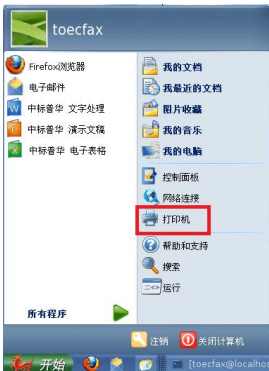 toecfax
Firefox浏览器
电子邮件
中标普华 文字处理
中标普华 演示文稿
中标普华 电子表格
所有程序
我的文档
我最近的文档
图片收藏
我的音乐
我的电脑
控制面板
网络连接
打印机
帮助和支持
搜索
运行
注销
关闭计算机
开始
[toecfax@localhos